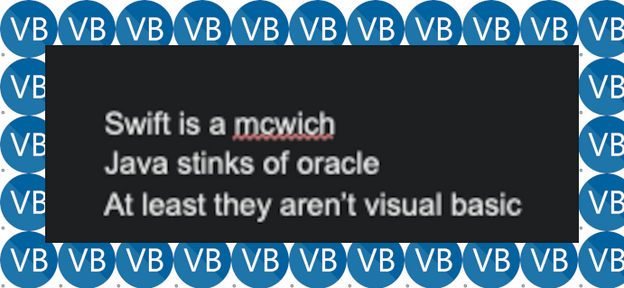 VB VB VB VB VB VB VB VB VB VB VB
VB VB
Swift is a mcwich
VB VB
Java stinks of oracle
VB VB
At least they aren’t visual basic
VB VB VB VB VB VB VB VB VB VB VB